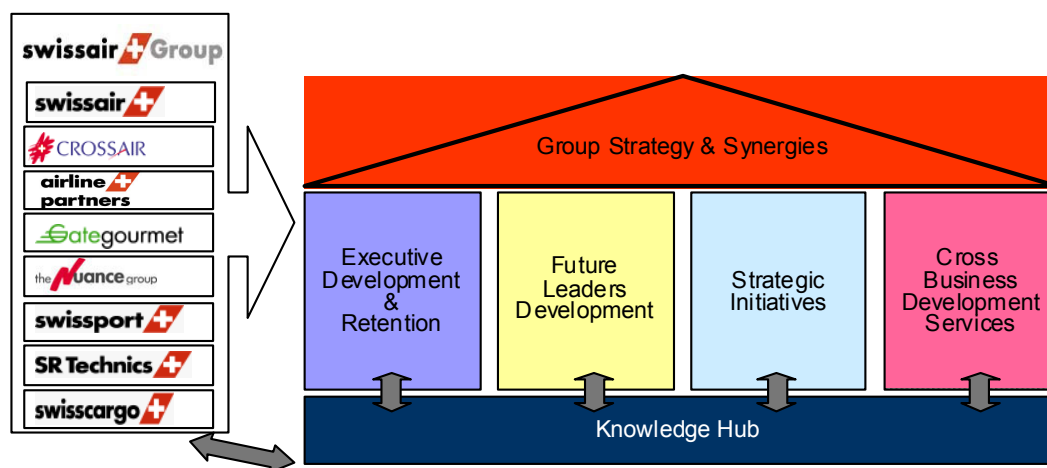 swissair Group
swissair
CROSSAIR
airline
partners
Gategourmet
the Nuance group
swissport
SR Technics
swisscargo
Group Strategy & Synergies
Executive
Development
&
Retention
Future
Leaders
Development
Strategic
Initiatives
Cross
Business
Development
Services
Knowledge Hub